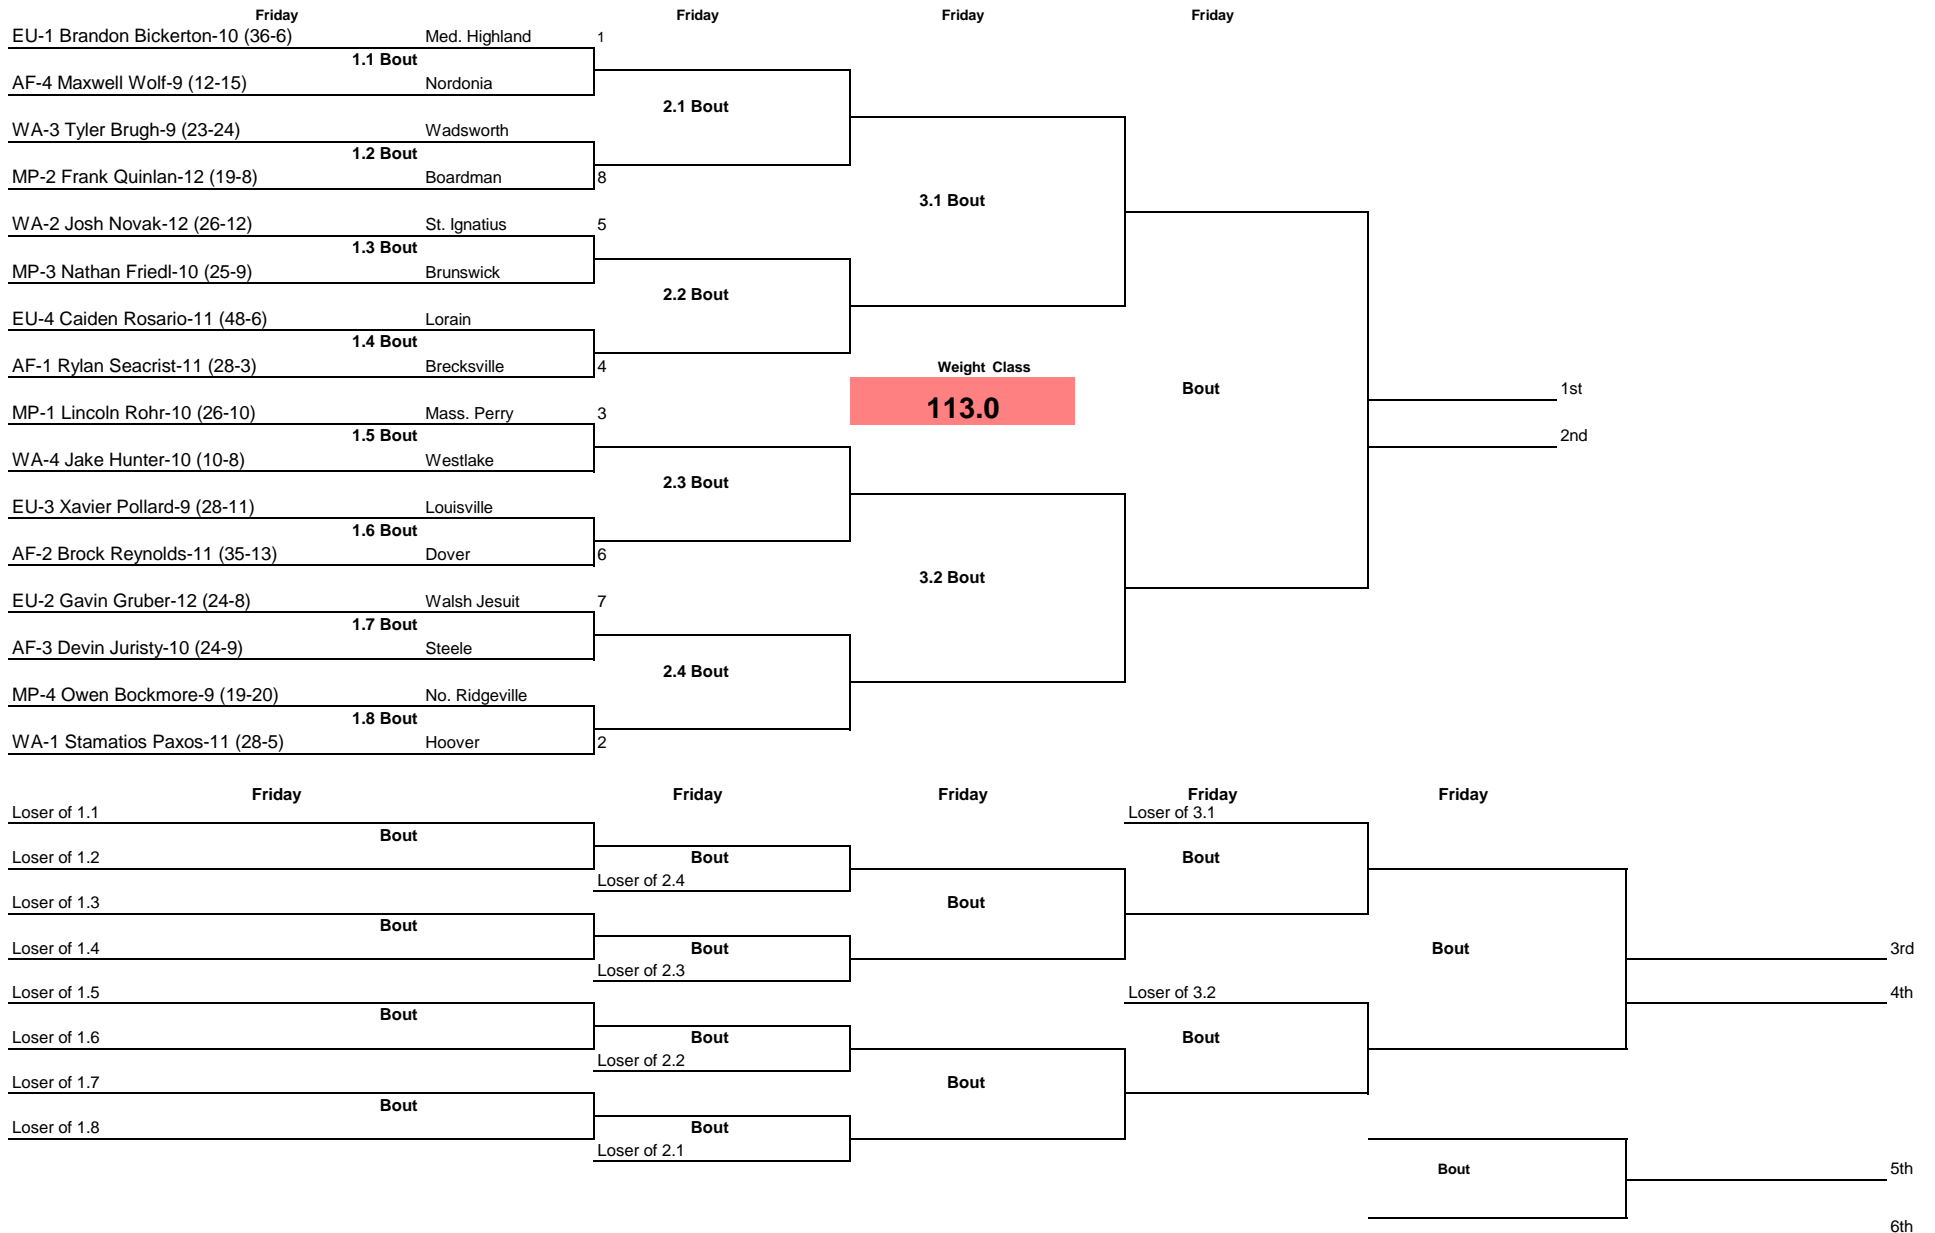 Friday Friday Friday Friday
EU-1 Brandon Bickerton-10 (36-6) Med. Highland 1
1.1 Bout
AF-4 Maxwell Wolf-9 (12-15) Nordonia
2.1 Bout
WA-3 Tyler Brugh-9 (23-24) Wadsworth
1.2 Bout
MP-2 Frank Quinlan-12 (19-8) Boardman 8
3.1 Bout
WA-2 Josh Novak-12 (26-12) St. Ignatius 5
1.3 Bout
MP-3 Nathan Friedl-10 (25-9) Brunswick
2.2 Bout
EU-4 Caiden Rosario-11 (48-6) Lorain
1.4 Bout
AF-1 Rylan Seacrist-11 (28-3) Brecksville 4
Weight Class
Bout 1st
113.0
MP-1 Lincoln Rohr-10 (26-10) Mass. Perry 3
1.5 Bout 2nd
WA-4 Jake Hunter-10 (10-8) Westlake
2.3 Bout
EU-3 Xavier Pollard-9 (28-11) Louisville
1.6 Bout
AF-2 Brock Reynolds-11 (35-13) Dover 6
3.2 Bout
EU-2 Gavin Gruber-12 (24-8) Walsh Jesuit 7
1.7 Bout
AF-3 Devin Juristy-10 (24-9) Steele
2.4 Bout
MP-4 Owen Bockmore-9 (19-20) No. Ridgeville
1.8 Bout
WA-1 Stamatios Paxos-11 (28-5) Hoover 2
Friday Friday Friday Friday Friday
Loser of 1.1 Loser of 3.1
Bout
Loser of 1.2 Bout Bout
Loser of 2.4
Loser of 1.3 Bout
Bout
Loser of 1.4 Bout Bout 3rd
Loser of 2.3
Loser of 1.5 Loser of 3.2 4th
Bout
Loser of 1.6 Bout Bout
Loser of 2.2
Loser of 1.7 Bout
Bout
Loser of 1.8 Bout
Loser of 2.1
Bout 5th
6th